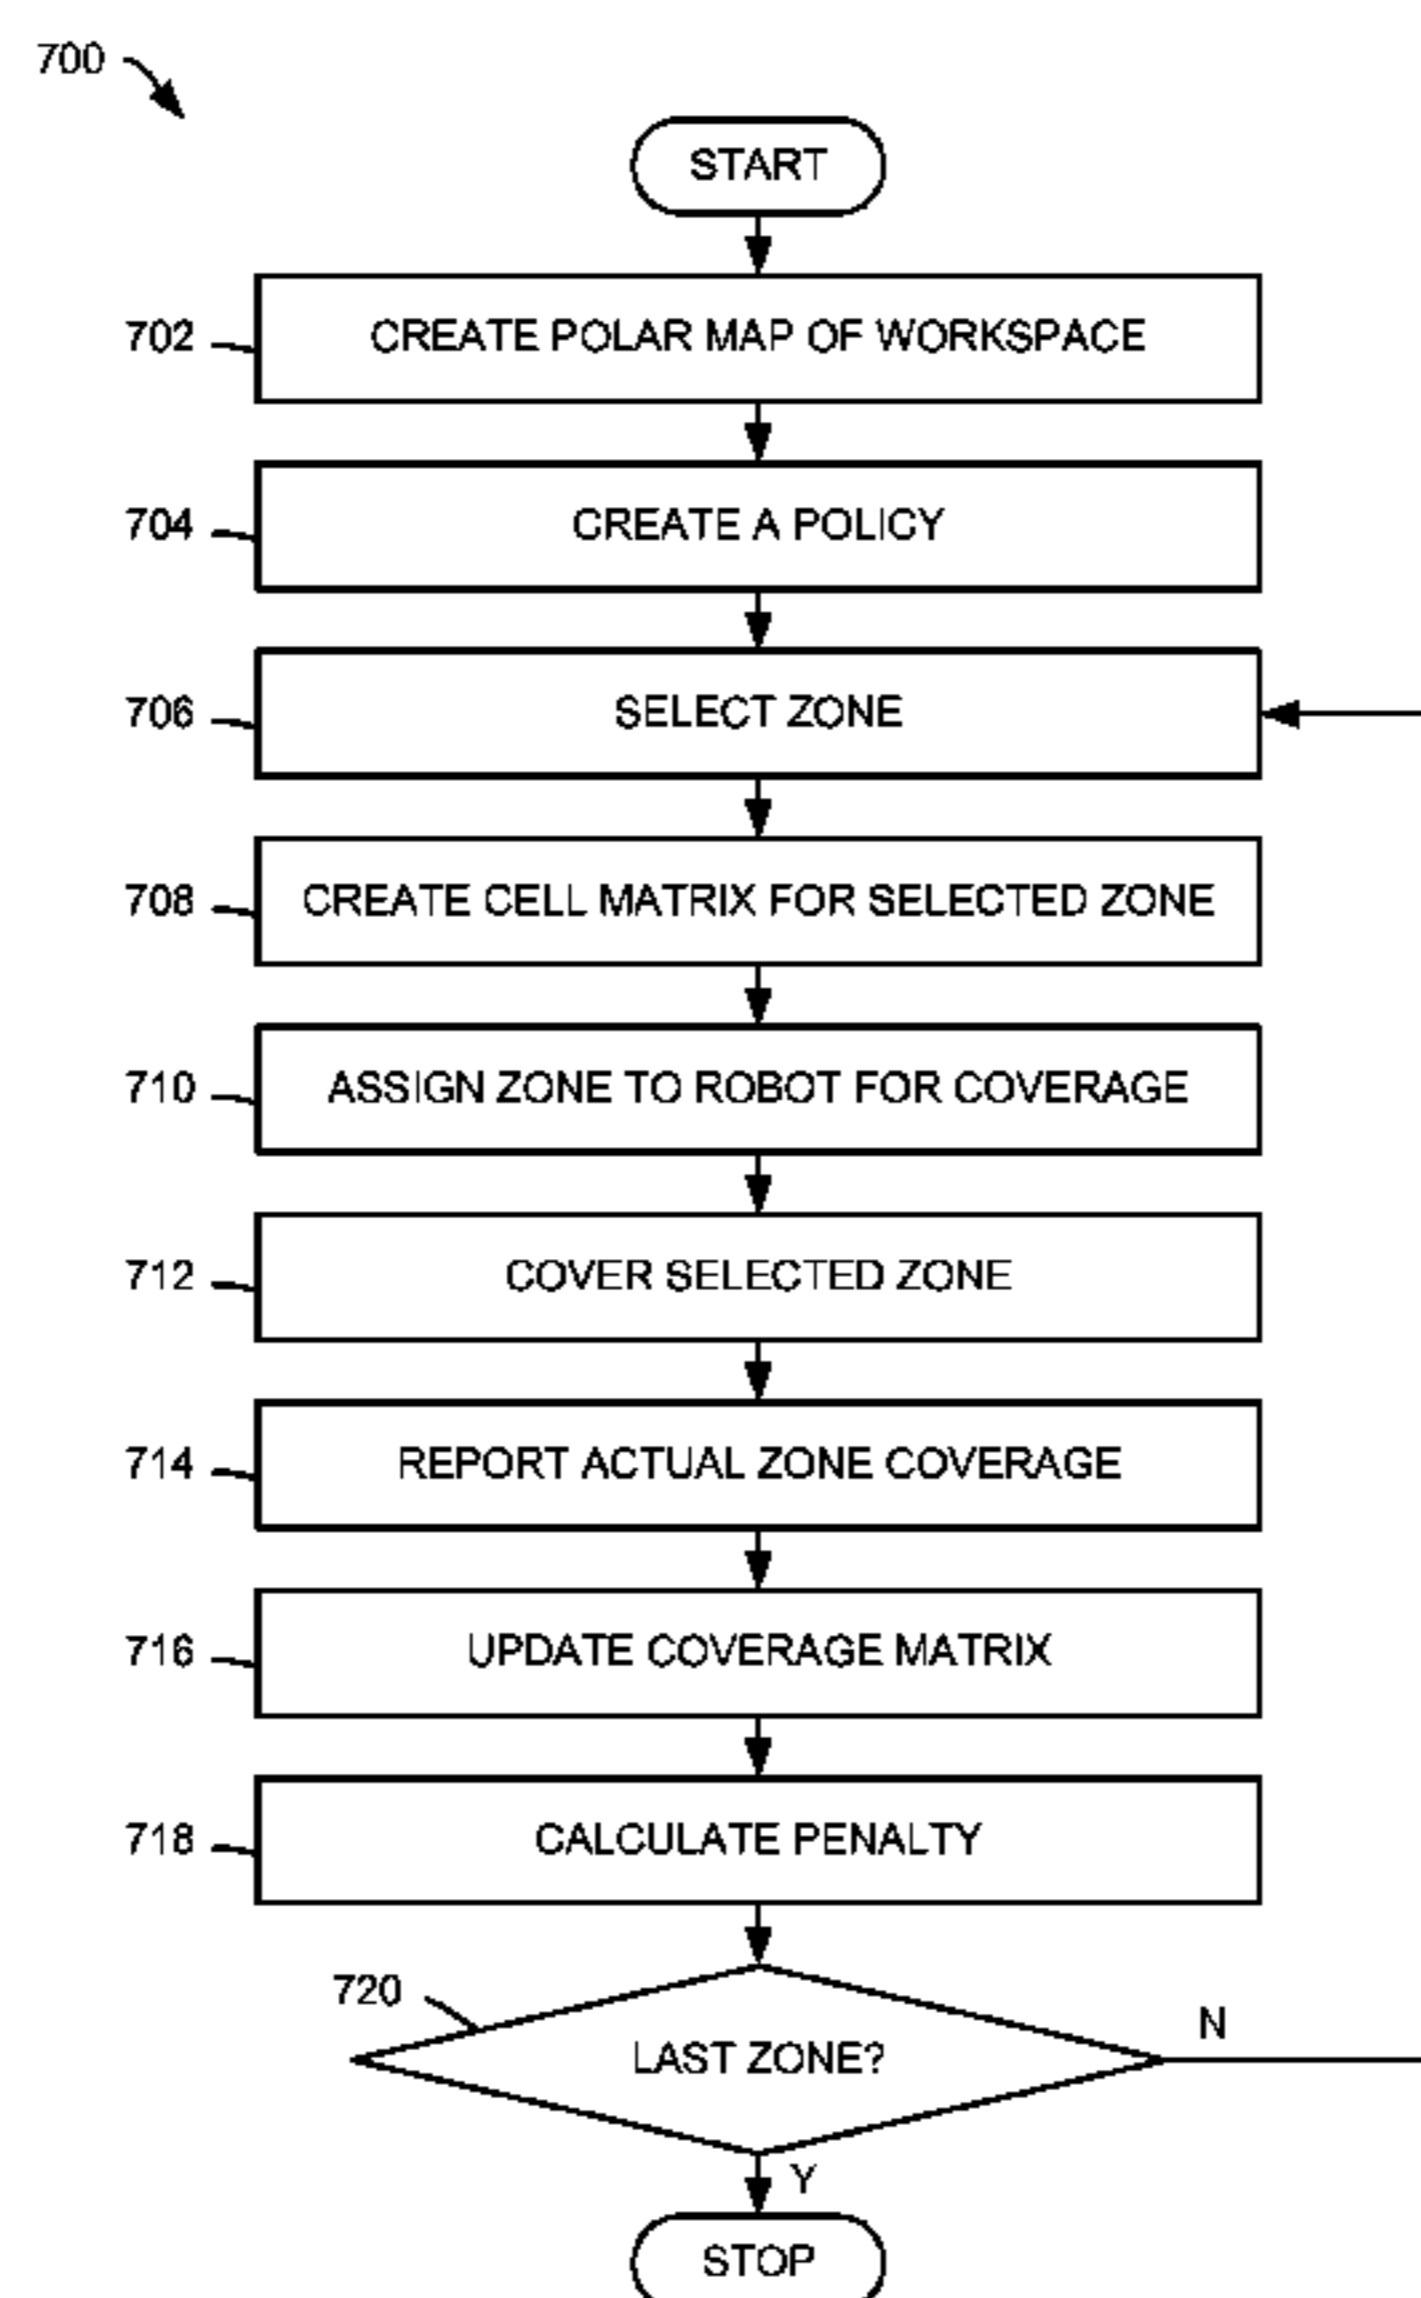 700
START
702 CREATE POLAR MAP OF WORKSPACE
704 CREATE A POLICY
706 SELECT ZONE
708 CREATE CELL MATRIX FOR SELECTED ZONE
710 ASSIGN ZONE TO ROBOT FOR COVERAGE
712 COVER SELECTED ZONE
714 REPORT ACTUAL ZONE COVERAGE
716 UPDATE COVERAGE MATRIX
718 CALCULATE PENALTY
720
LAST ZONE?
N
Y
STOP